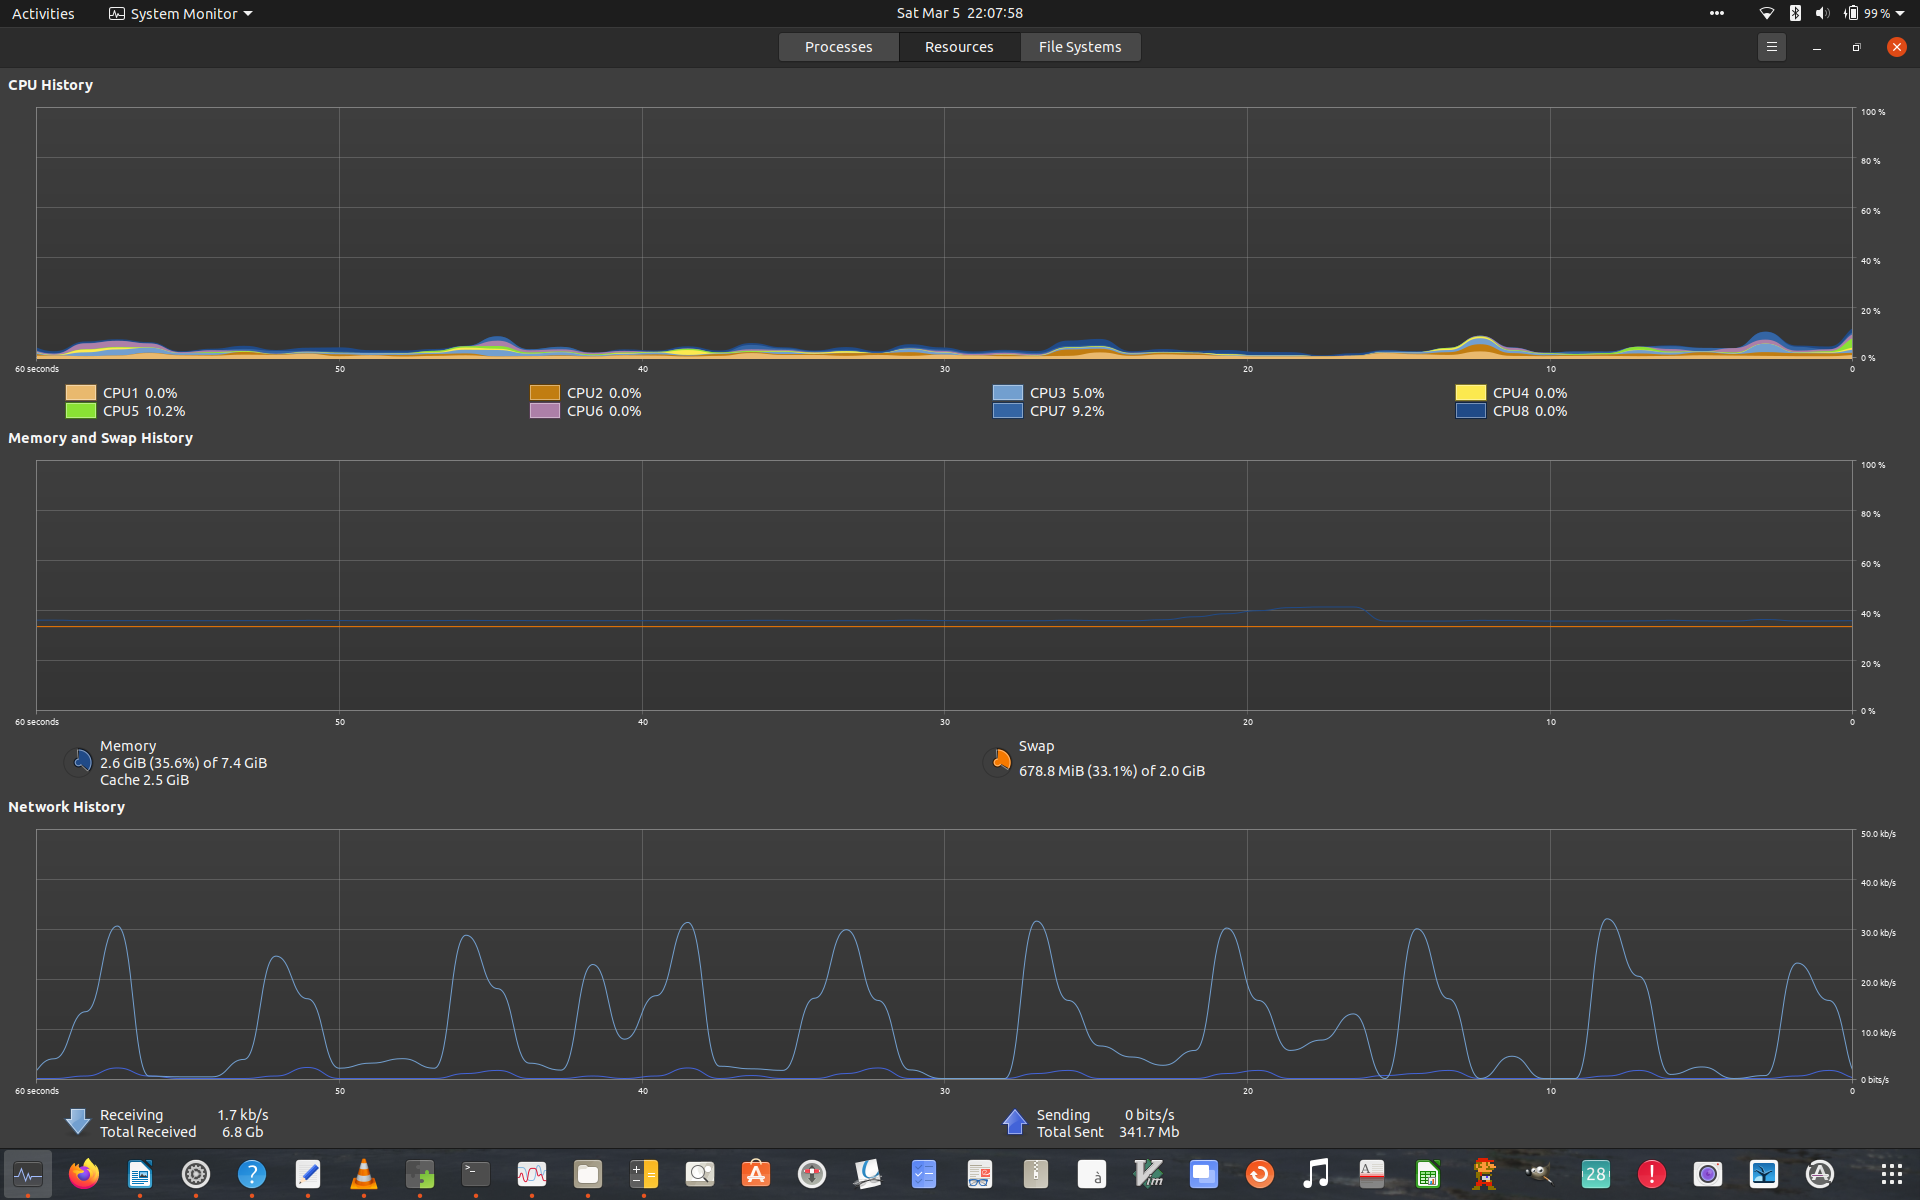 Activities System Monitor Sat Mar 5 22:07:58 99 %
Processes Resources File Systems
CPU History
100 %
80 %
60 %
40 %
20 %
0 %
60 seconds 50 40 30 20 10 0
CPU1 0.0% CPU2 0.0% CPU3 5.0% CPU4 0.0%
CPU5 10.2% CPU6 0.0% CPU7 9.2% CPU8 0.0%
Memory and Swap History
100 %
80 %
60 %
40 %
20 %
0 %
60 seconds 50 40 30 20 10 0
Memory
2.6 GiB (35.6%) of 7.4 GiB
Cache 2.5 GiB
Swap
678.8 MiB (33.1%) of 2.0 GiB
Network History
50.0 kb/s
40.0 kb/s
30.0 kb/s
20.0 kb/s
10.0 kb/s
0 bits/s
60 seconds 50 40 30 20 10 0
Receiving 1.7 kb/s
Total Received 6.8 Gb
Sending 0 bits/s
Total Sent 341.7 Mb
? >_ A à Vim A 28 !